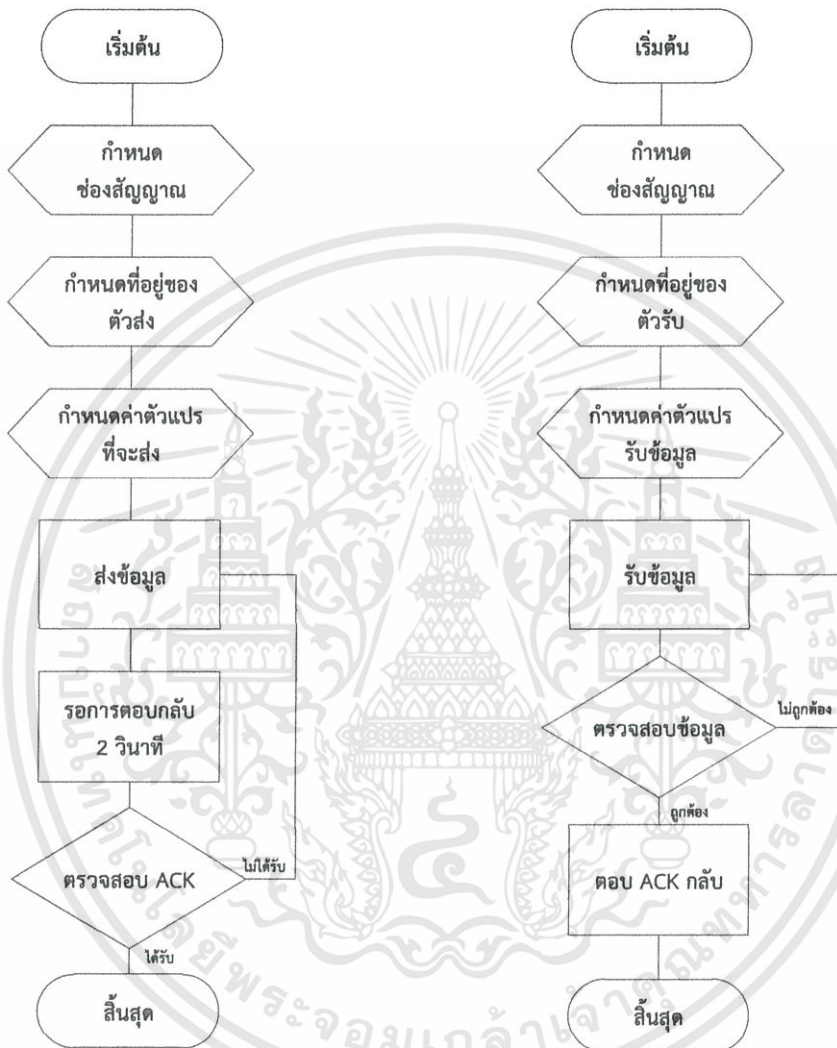 เริ่มต้น
กำหนด
ช่องสัญญาณ
กำหนดที่อยู่ของ
ตัวส่ง
กำหนดค่าตัวแปร
ที่จะส่ง
ส่งข้อมูล
รอการตอบกลับ
2 วินาที
ตรวจสอบ ACK
ไม่ได้รับ
ได้รับ
สิ้นสุด
เริ่มต้น
กำหนด
ช่องสัญญาณ
กำหนดที่อยู่ของ
ตัวรับ
กำหนดค่าตัวแปร
รับข้อมูล
รับข้อมูล
ตรวจสอบข้อมูล
ไม่ถูกต้อง
ถูกต้อง
ตอบ ACK กลับ
สิ้นสุด